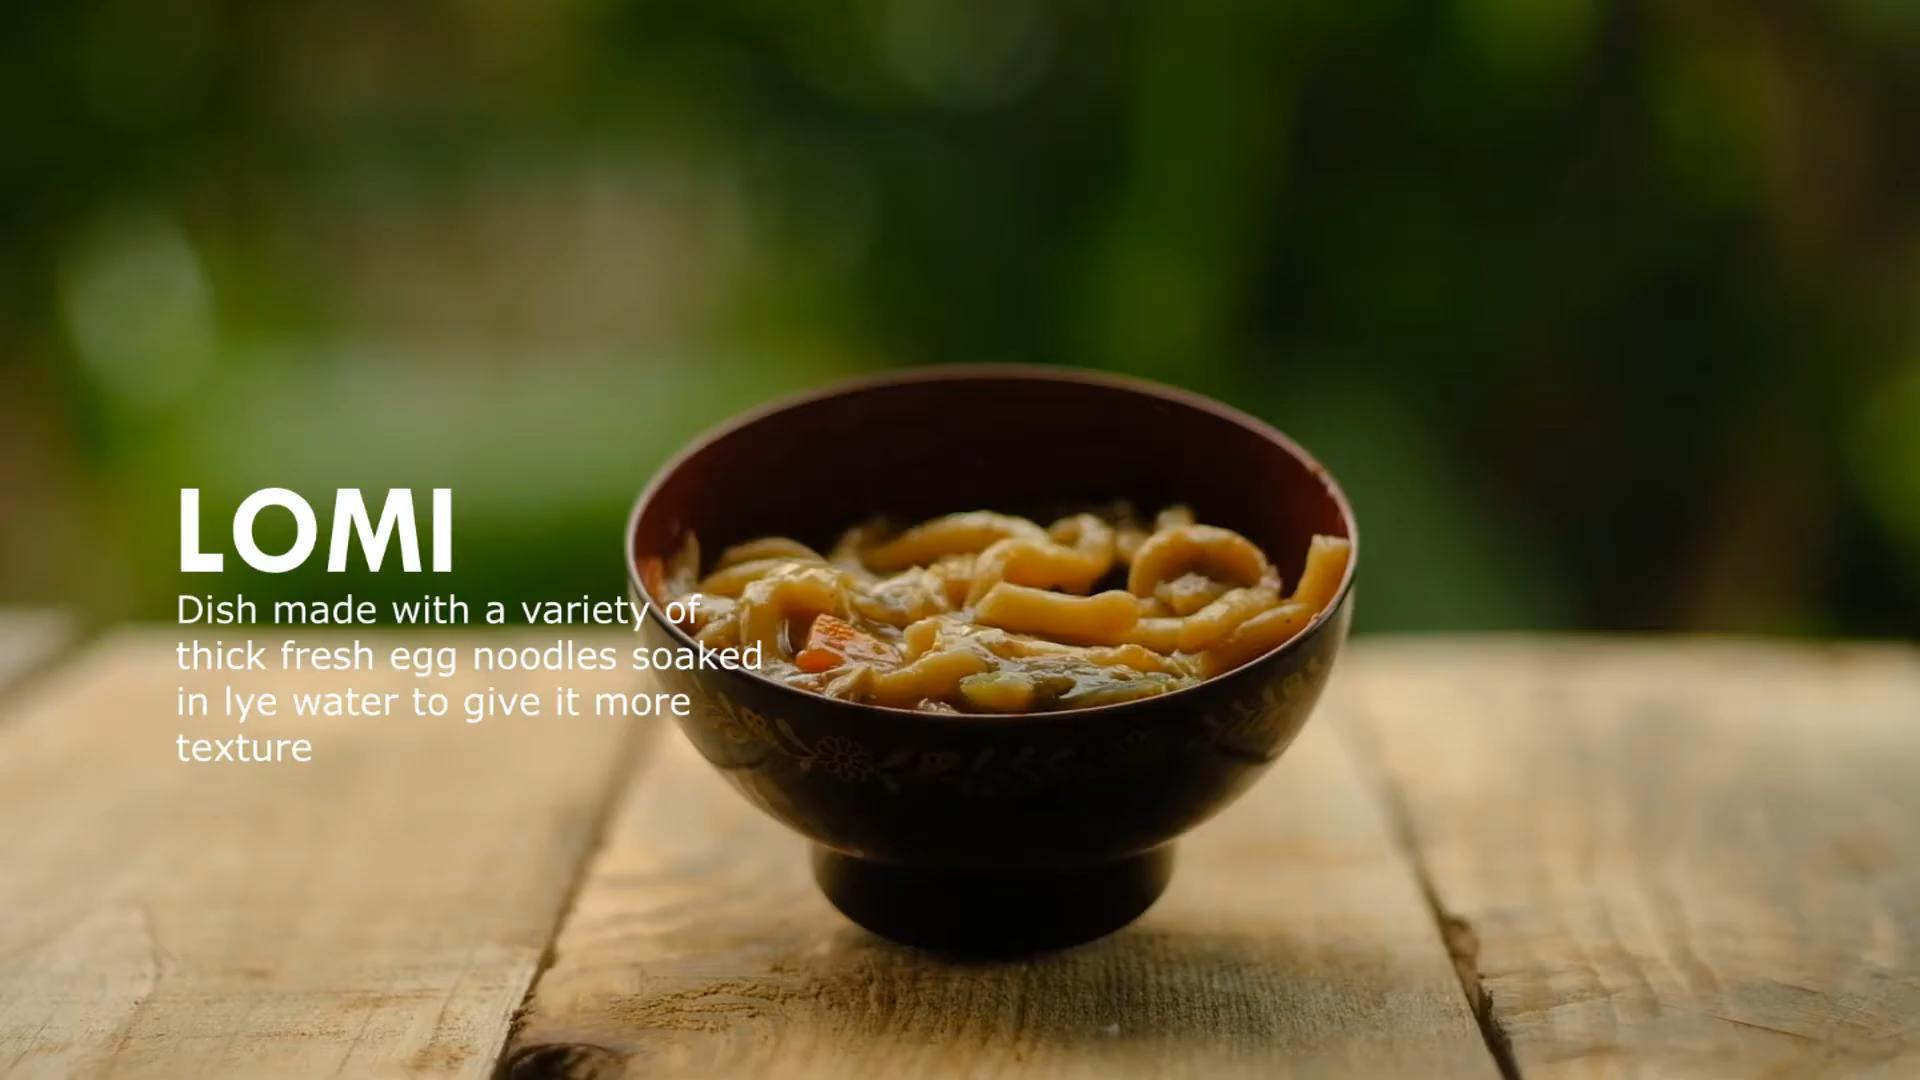 LOMI
Dish made with a variety of
thick fresh egg noodles soaked
in lye water to give it more
texture